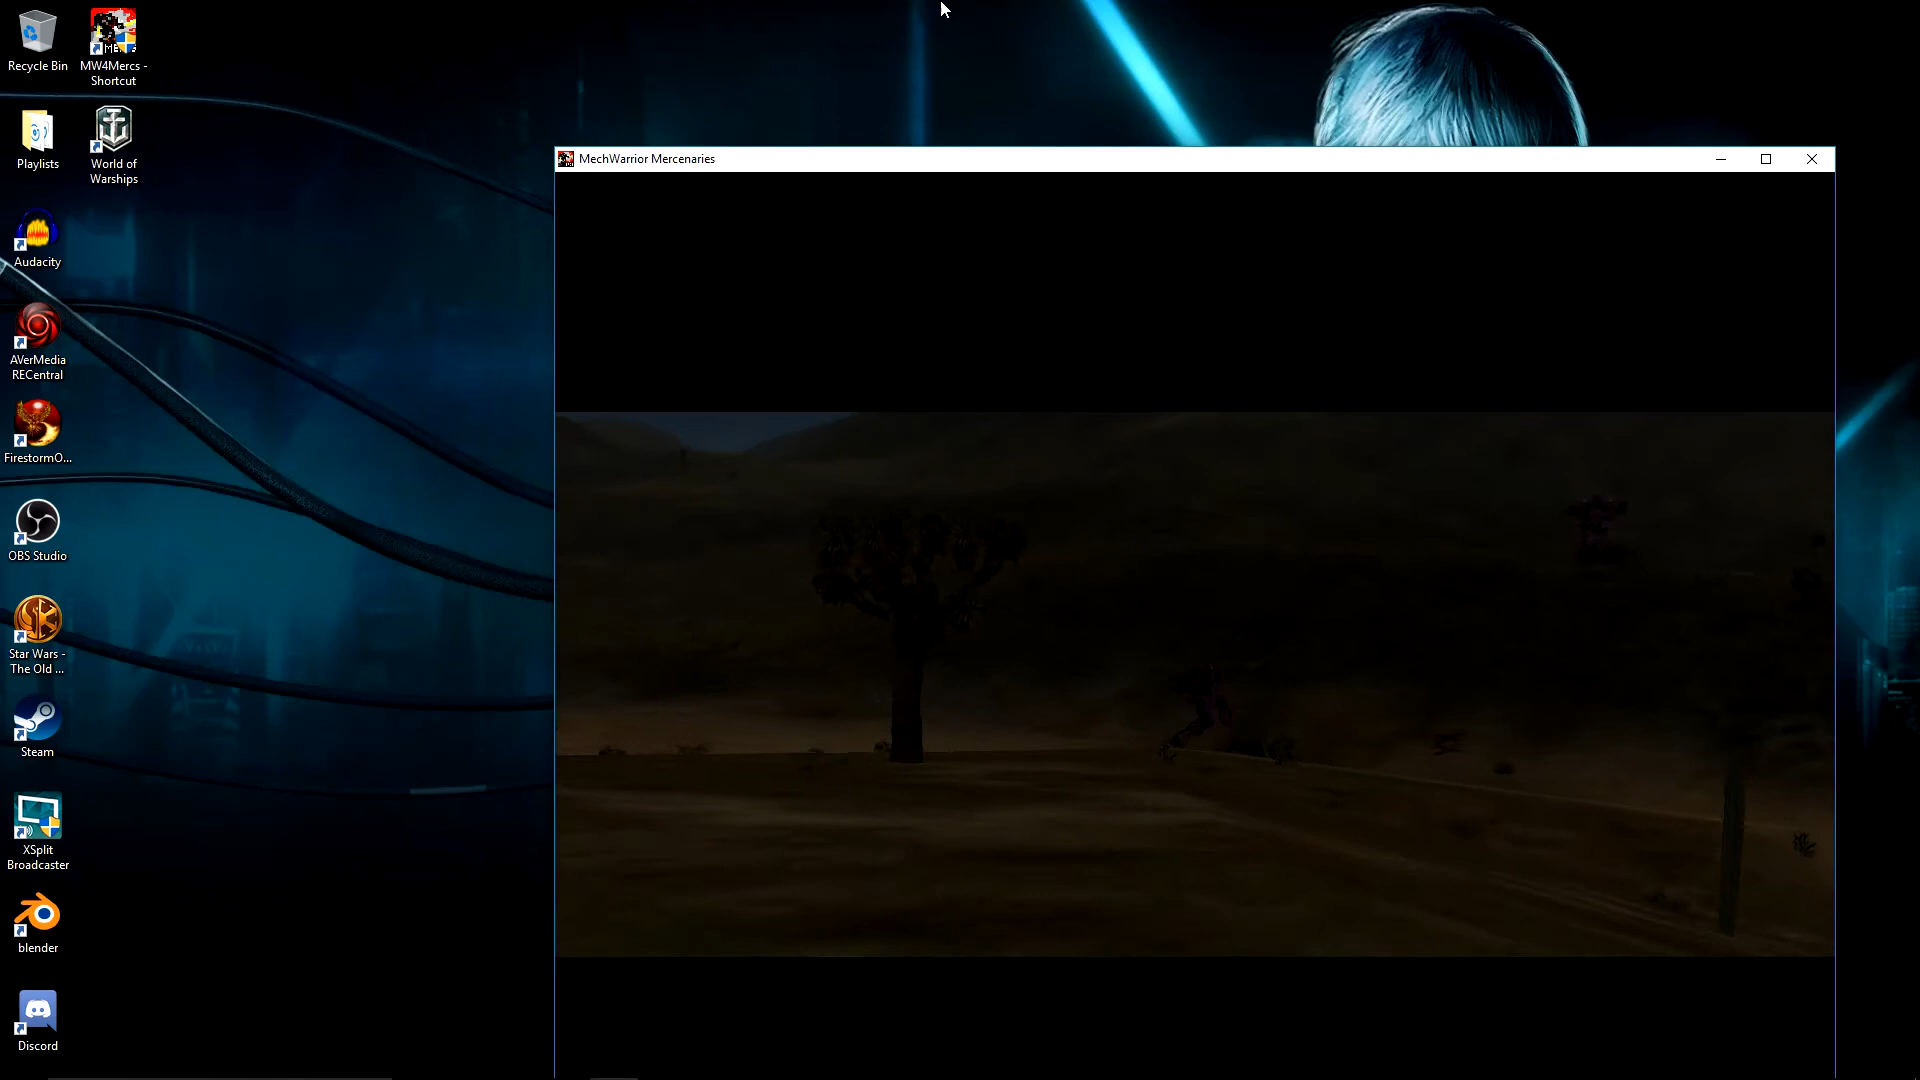 Recycle Bin
MW4Mercs -
Shortcut
Playlists
World of
Warships
Audacity
AVerMedia
RECentral
FirestormO...
OBS Studio
Star Wars -
The Old ...
Steam
XSplit
Broadcaster
blender
Discord
MechWarrior Mercenaries